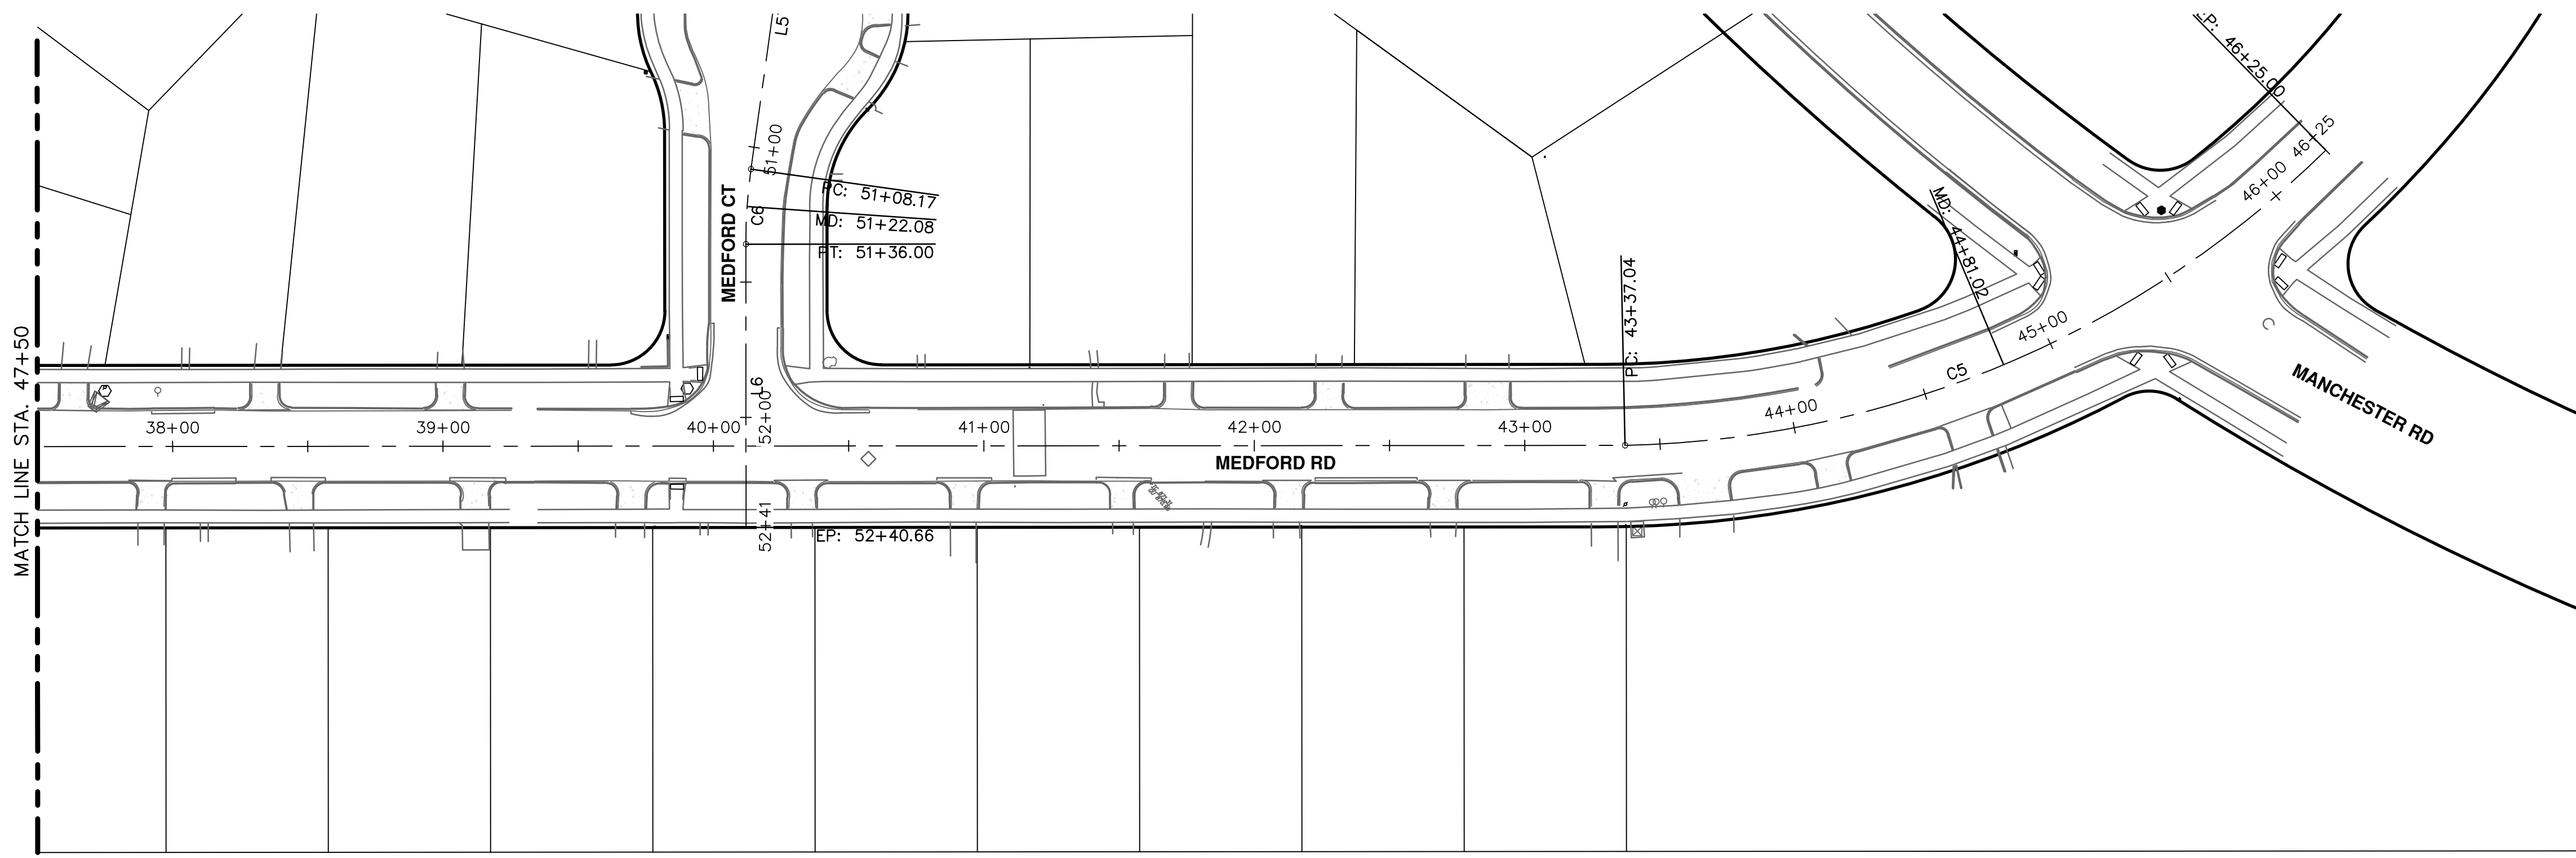 MATCH LINE STA. 47+50
L5
51+00
PC: 51+08.17
C6
MD: 51+22.08
PT: 51+36.00
MEDFORD CT
L6
52+00
52+41
EP: 52+40.66
38+00
39+00
40+00
41+00
42+00
43+00
MEDFORD RD
PC: 43+37.04
44+00
C5
MD: 44+81.02
45+00
46+00
46+25
EP: 46+25.00
MANCHESTER RD